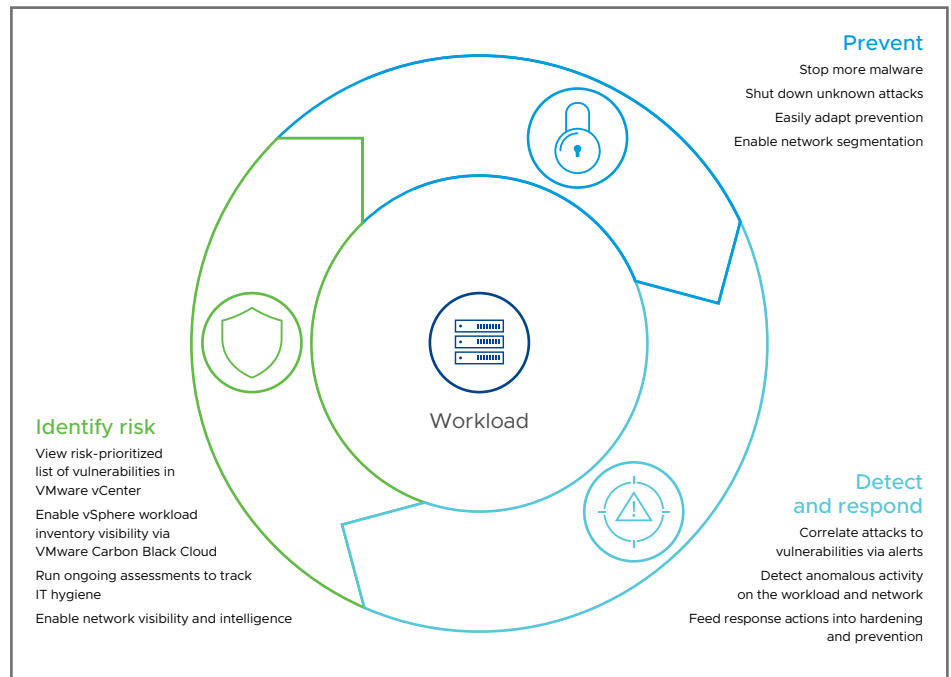 Prevent
Stop more malware
Shut down unknown attacks
Easily adapt prevention
Enable network segmentation
Workload
Identify risk
View risk-prioritized
list of vulnerabilities in
VMware vCenter
Enable vSphere workload
inventory visibility via
VMware Carbon Black Cloud
Run ongoing assessments to track
IT hygiene
Enable network visibility and intelligence
Detect
and respond
Correlate attacks to
vulnerabilities via alerts
Detect anomalous activity
on the workload and network
Feed response actions into hardening
and prevention